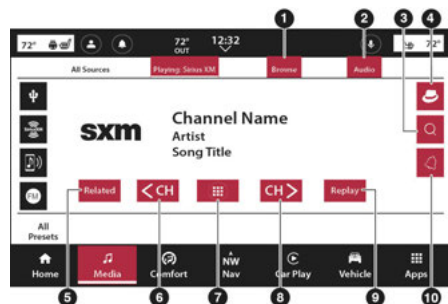 1 2 3 4
72° 72° OUT 12:32 72°
All Sources Playing: Sirius XM Browse Audio
SiriusXM
sxm
Channel Name
Artist
Song Title
FM
Related <CH CH> Replay
All
Presets
Home Media Comfort NW Nav Car Play Vehicle Apps
5 6 7 8 9 10